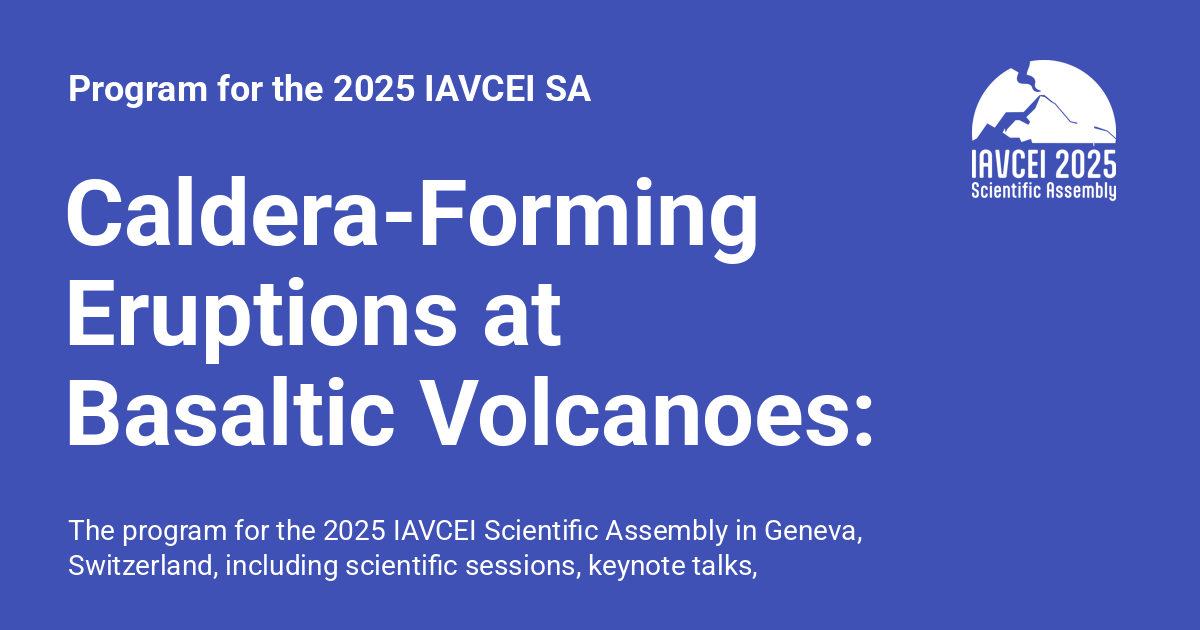 Program for the 2025 IAVCEI SA
IAVCEI 2025
Scientific Assembly
Caldera-Forming
Eruptions at
Basaltic Volcanoes:
The program for the 2025 IAVCEI Scientific Assembly in Geneva,
Switzerland, including scientific sessions, keynote talks,